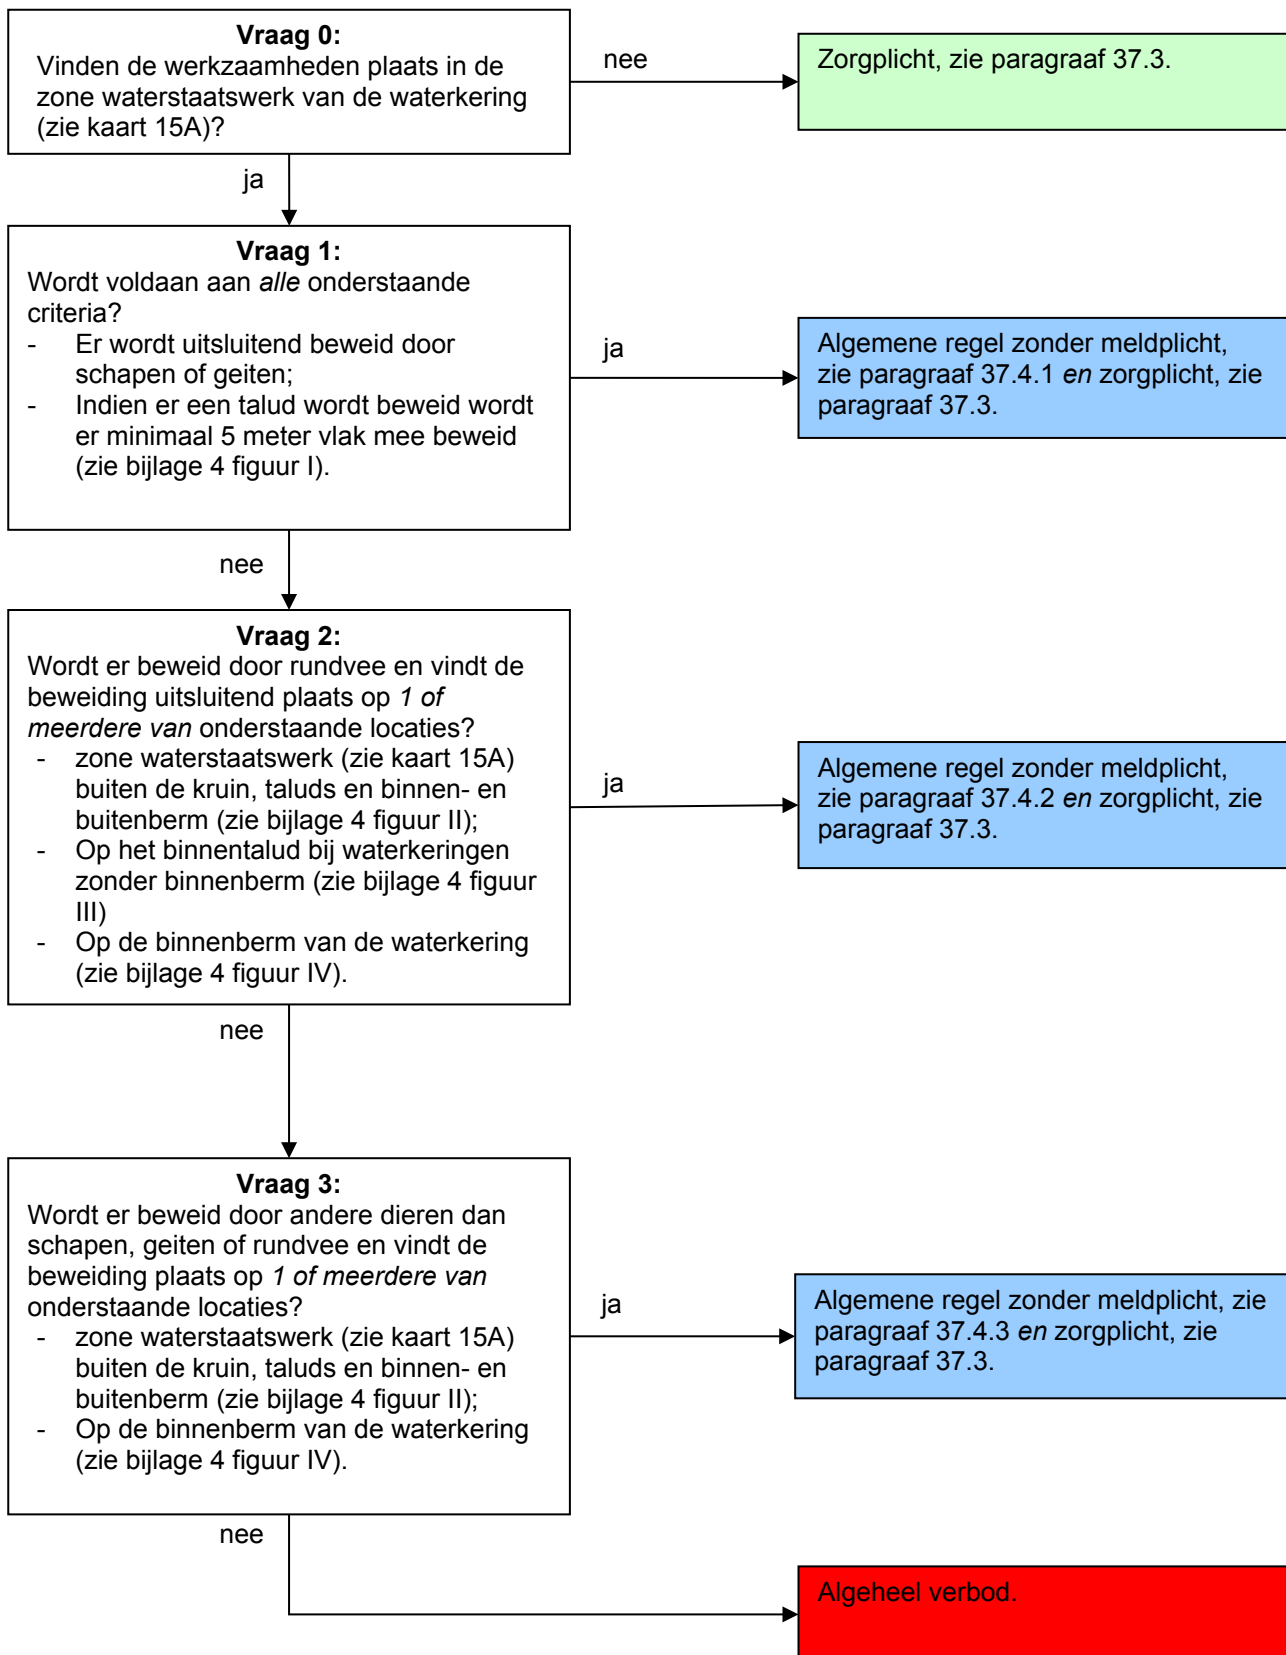 Vraag 0:
Vinden de werkzaamheden plaats in de
zone waterstaatswerk van de waterkering
(zie kaart 15A)?
nee
Zorgplicht, zie paragraaf 37.3.
ja
Vraag 1:
Wordt voldaan aan alle onderstaande
criteria?
- Er wordt uitsluitend beweid door
schapen of geiten;
- Indien er een talud wordt beweid wordt
er minimaal 5 meter vlak mee beweid
(zie bijlage 4 figuur I).
ja
Algemene regel zonder meldplicht,
zie paragraaf 37.4.1 en zorgplicht, zie
paragraaf 37.3.
nee
Vraag 2:
Wordt er beweid door rundvee en vindt de
beweiding uitsluitend plaats op 1 of
meerdere van onderstaande locaties?
- zone waterstaatswerk (zie kaart 15A)
buiten de kruin, taluds en binnen- en
buitenberm (zie bijlage 4 figuur II);
- Op het binnentalud bij waterkeringen
zonder binnenberm (zie bijlage 4 figuur
III)
- Op de binnenberm van de waterkering
(zie bijlage 4 figuur IV).
ja
Algemene regel zonder meldplicht,
zie paragraaf 37.4.2 en zorgplicht, zie
paragraaf 37.3.
nee
Vraag 3:
Wordt er beweid door andere dieren dan
schapen, geiten of rundvee en vindt de
beweiding plaats op 1 of meerdere van
onderstaande locaties?
- zone waterstaatswerk (zie kaart 15A)
buiten de kruin, taluds en binnen- en
buitenberm (zie bijlage 4 figuur II);
- Op de binnenberm van de waterkering
(zie bijlage 4 figuur IV).
ja
Algemene regel zonder meldplicht, zie
paragraaf 37.4.3 en zorgplicht, zie
paragraaf 37.3.
nee
Algeheel verbod.